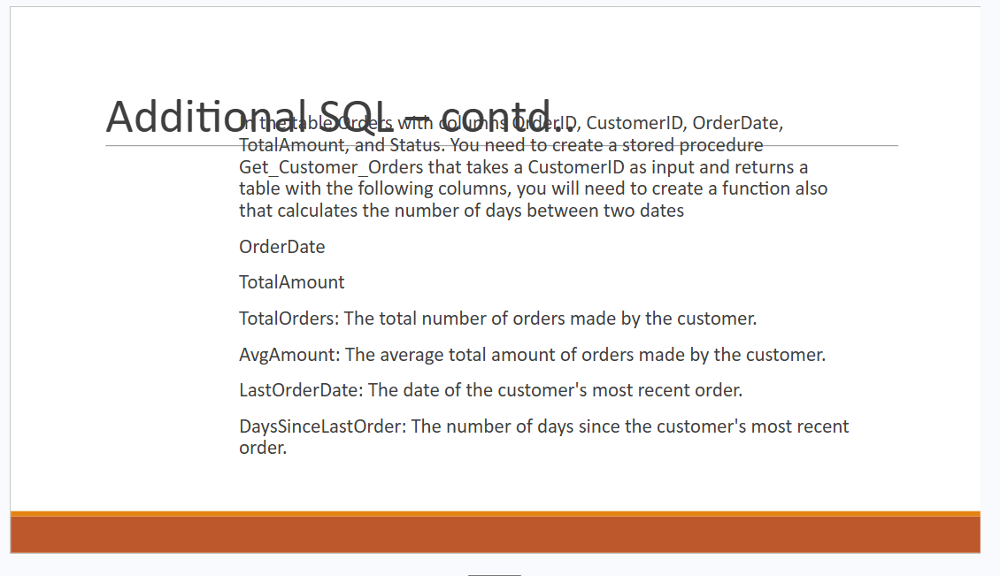 Additional SQL – contd..
In the table Orders with columns OrderID, CustomerID, OrderDate,
TotalAmount, and Status. You need to create a stored procedure
Get_Customer_Orders that takes a CustomerID as input and returns a
table with the following columns, you will need to create a function also
that calculates the number of days between two dates
OrderDate
TotalAmount
TotalOrders: The total number of orders made by the customer.
AvgAmount: The average total amount of orders made by the customer.
LastOrderDate: The date of the customer's most recent order.
DaysSinceLastOrder: The number of days since the customer's most recent
order.